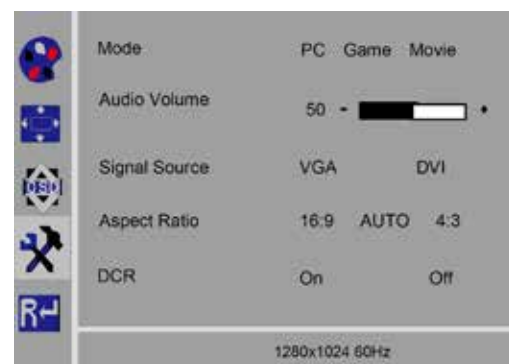 Mode PC Game Movie
Audio Volume 50 - +
Signal Source VGA DVI
OSD
Aspect Ratio 16:9 AUTO 4:3
DCR On Off
R
1280x1024 60Hz